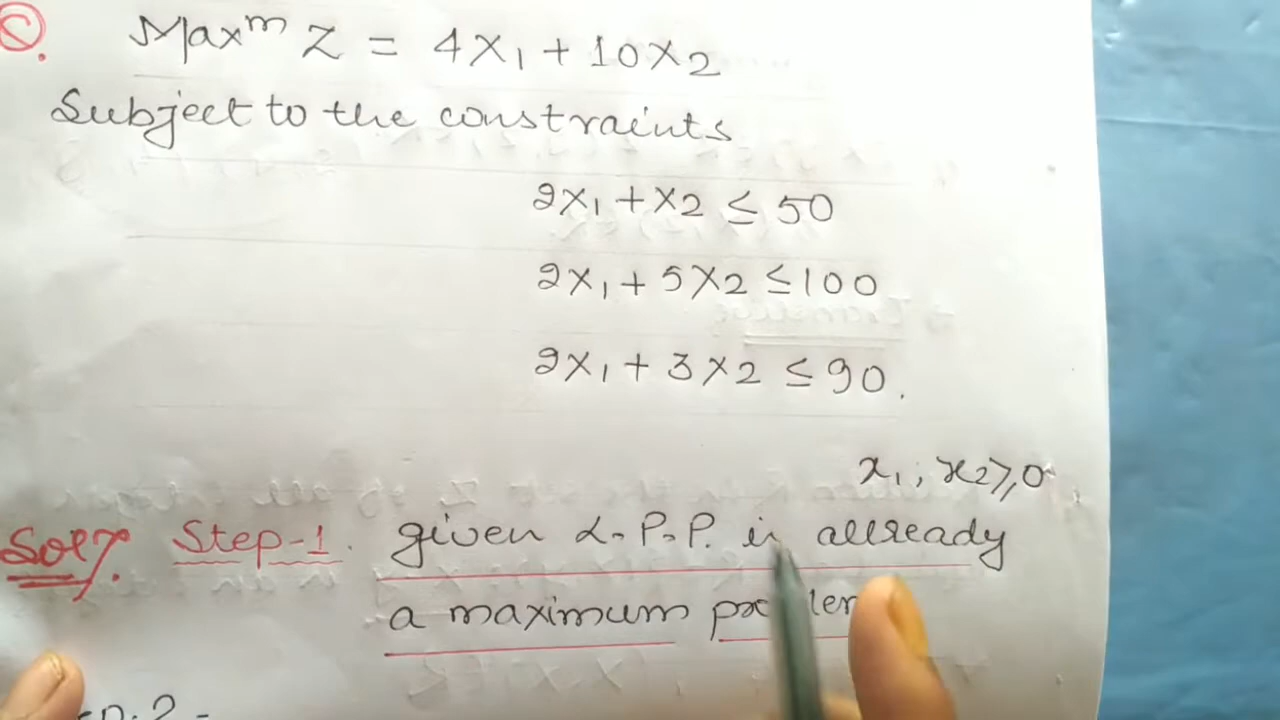 C. Maxᵐ Z = 4X₁ + 10X₂
Subject to the constraints
2X₁ + X₂ ≤ 50
2X₁ + 5X₂ ≤ 100
2X₁ + 3X₂ ≤ 90.
x₁, x₂ ≥ 0
Solⁿ. Step-1. given L.P.P. is allready
a maximum